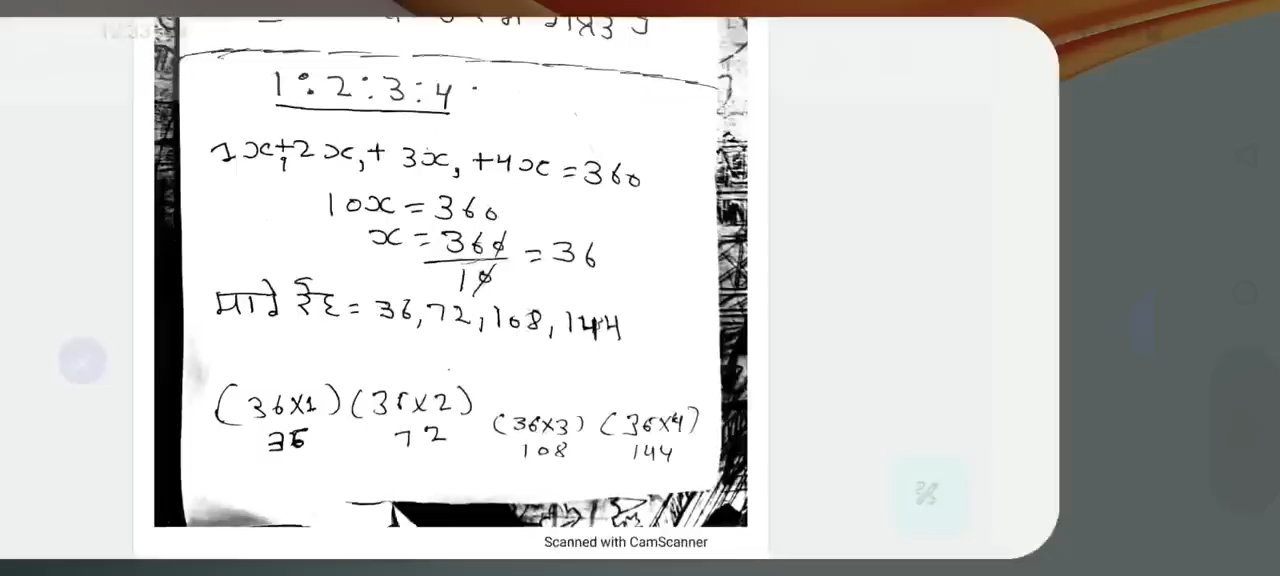 1:2:3:4
1x+2x,+ 3x, +4x = 360
10x = 360
x = 360/10 = 36
= 36,72,108,144
(36x1) (36x2) (36x3) (36x4)
36 72 108 144
Scanned with CamScanner